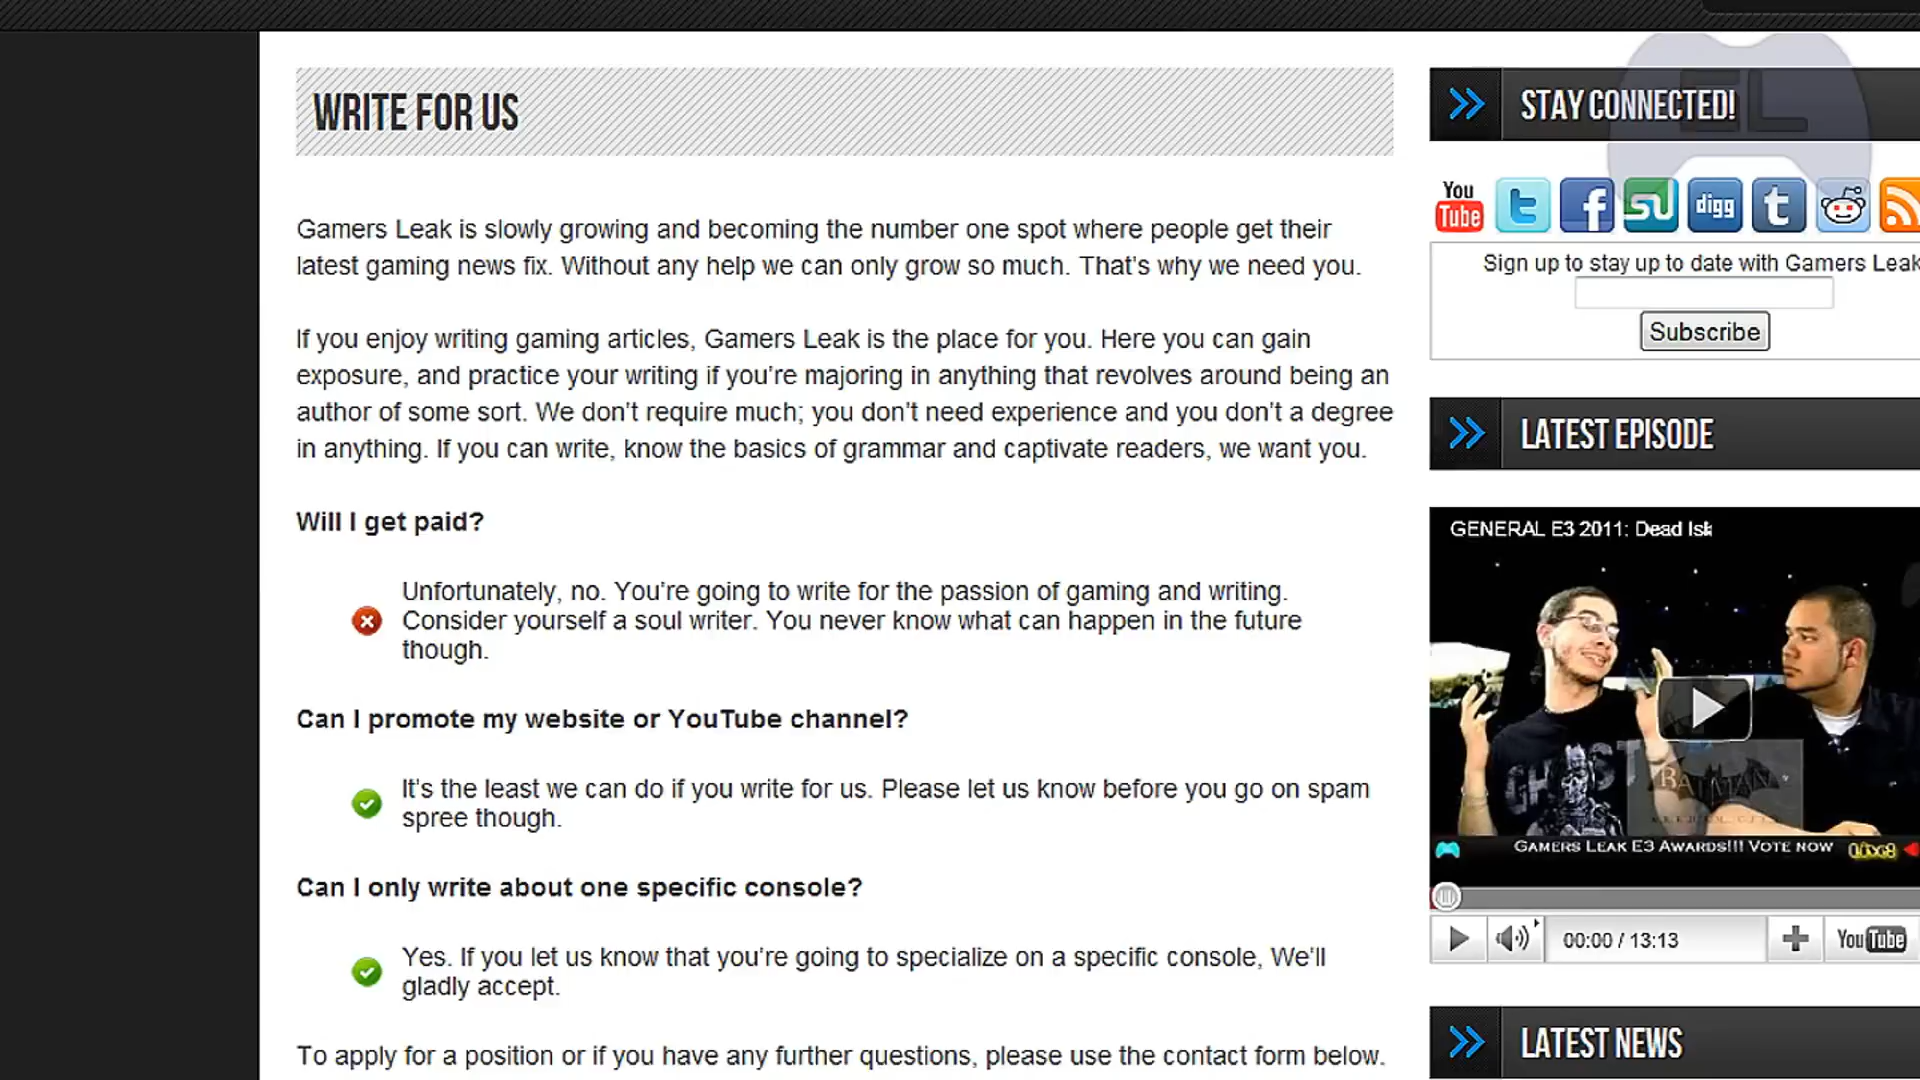 WRITE FOR US
Gamers Leak is slowly growing and becoming the number one spot where people get their
latest gaming news fix. Without any help we can only grow so much. That's why we need you.
If you enjoy writing gaming articles, Gamers Leak is the place for you. Here you can gain
exposure, and practice your writing if you're majoring in anything that revolves around being an
author of some sort. We don't require much; you don't need experience and you don't a degree
in anything. If you can write, know the basics of grammar and captivate readers, we want you.
Will I get paid?
Unfortunately, no. You're going to write for the passion of gaming and writing.
Consider yourself a soul writer. You never know what can happen in the future
though.
Can I promote my website or YouTube channel?
It's the least we can do if you write for us. Please let us know before you go on spam
spree though.
Can I only write about one specific console?
Yes. If you let us know that you're going to specialize on a specific console, We'll
gladly accept.
To apply for a position or if you have any further questions, please use the contact form below.
STAY CONNECTED!
EL
You
Tube
digg
Sign up to stay up to date with Gamers Leak
Subscribe
LATEST EPISODE
GENERAL E3 2011: Dead Isl
BATMAN
GAMERS LEAK E3 AWARDS!!! VOTE NOW
00:00 / 13:13
YouTube
LATEST NEWS